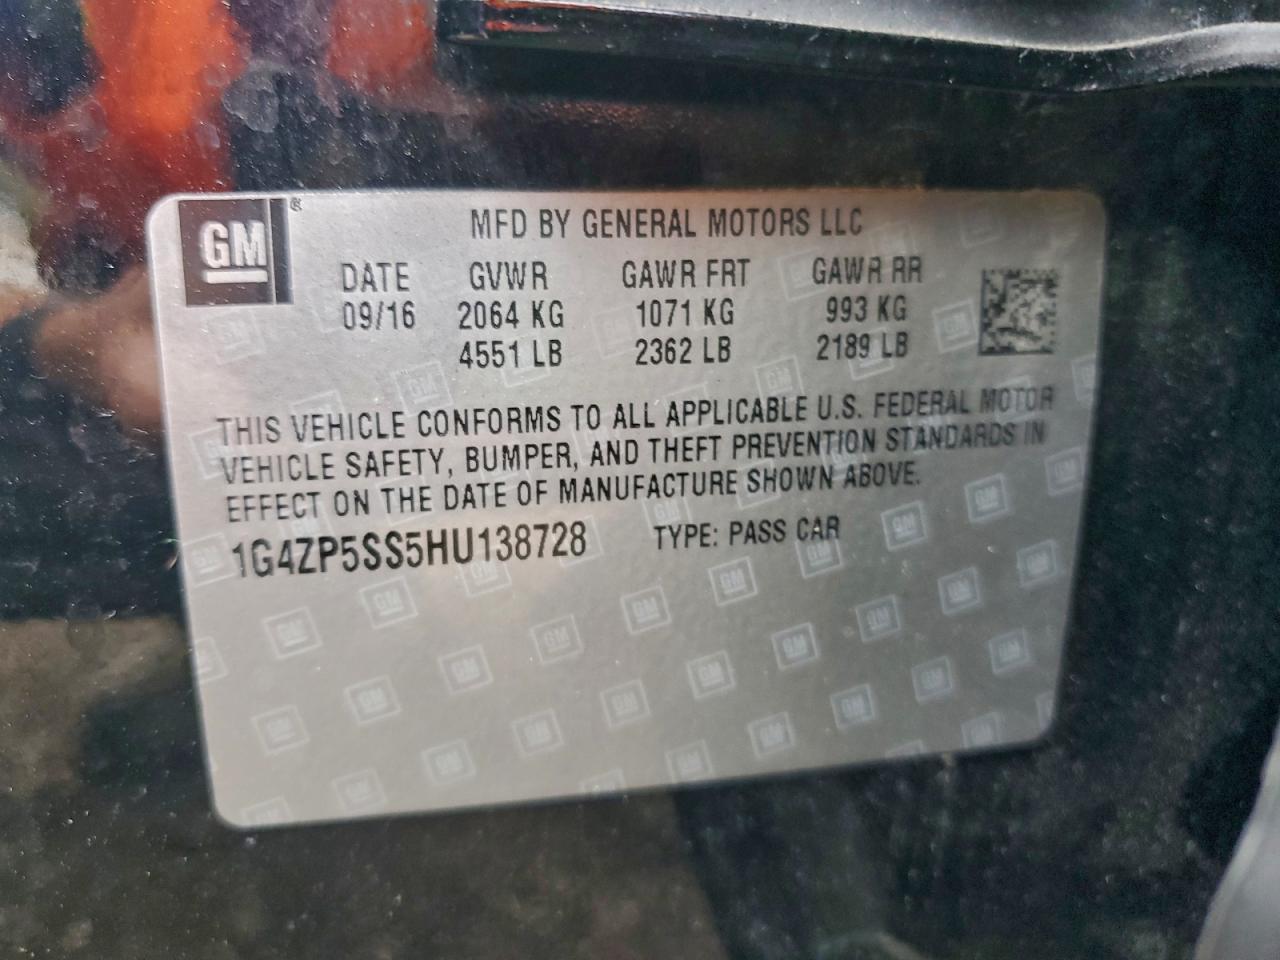 GM ®
MFD BY GENERAL MOTORS LLC
DATE GVWR GAWR FRT GAWR RR
09/16 2064 KG 1071 KG 993 KG
4551 LB 2362 LB 2189 LB
THIS VEHICLE CONFORMS TO ALL APPLICABLE U.S. FEDERAL MOTOR
VEHICLE SAFETY, BUMPER, AND THEFT PREVENTION STANDARDS IN
EFFECT ON THE DATE OF MANUFACTURE SHOWN ABOVE.
1G4ZP5SS5HU138728 TYPE: PASS CAR